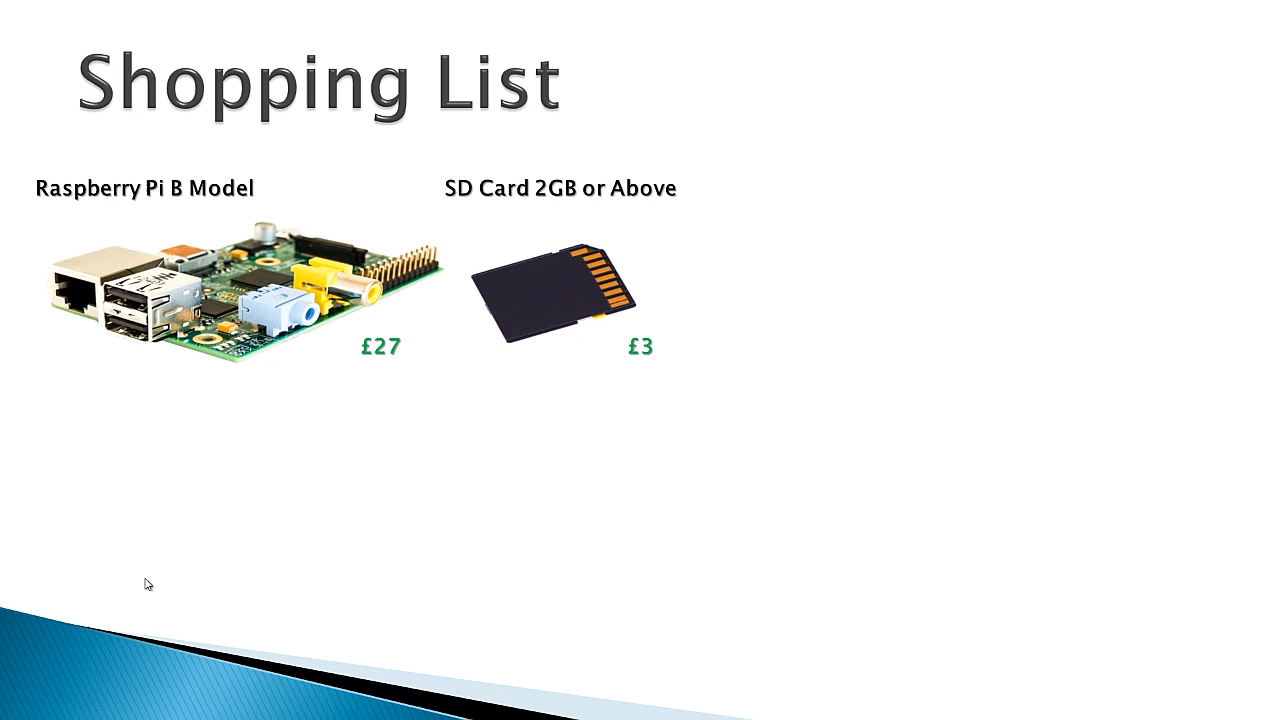 Shopping List
Raspberry Pi B Model
SD Card 2GB or Above
£27
£3